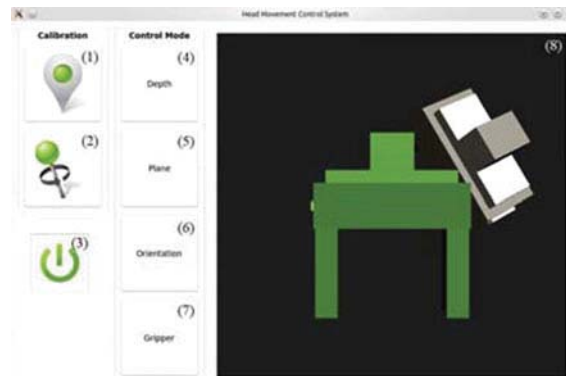 Head Movement Control System
Calibration
(1)
(2)
(3)
Control Mode
(4)
Depth
(5)
Plane
(6)
Orientation
(7)
Gripper
(8)